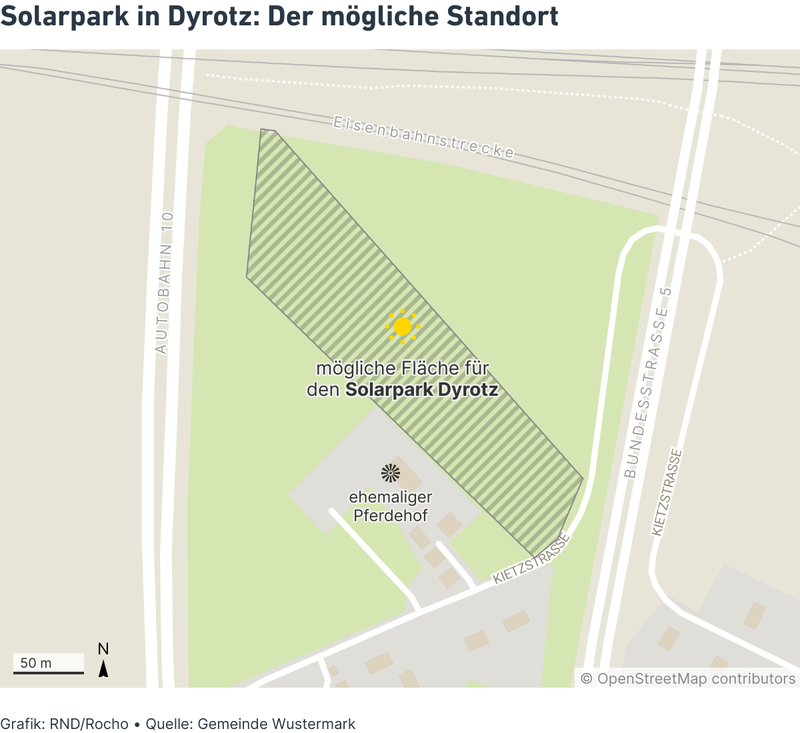 Solarpark in Dyrotz: Der mögliche Standort
Eisenbahnstrecke
AUTOBAHN 10
BUNDESSTRASSE 5
mögliche Fläche für
den Solarpark Dyrotz
KIETZSTRASSE
ehemaliger
Pferdehof
KIETZSTRASSE
50 m
N
© OpenStreetMap contributors
Grafik: RND/Rocho • Quelle: Gemeinde Wustermark